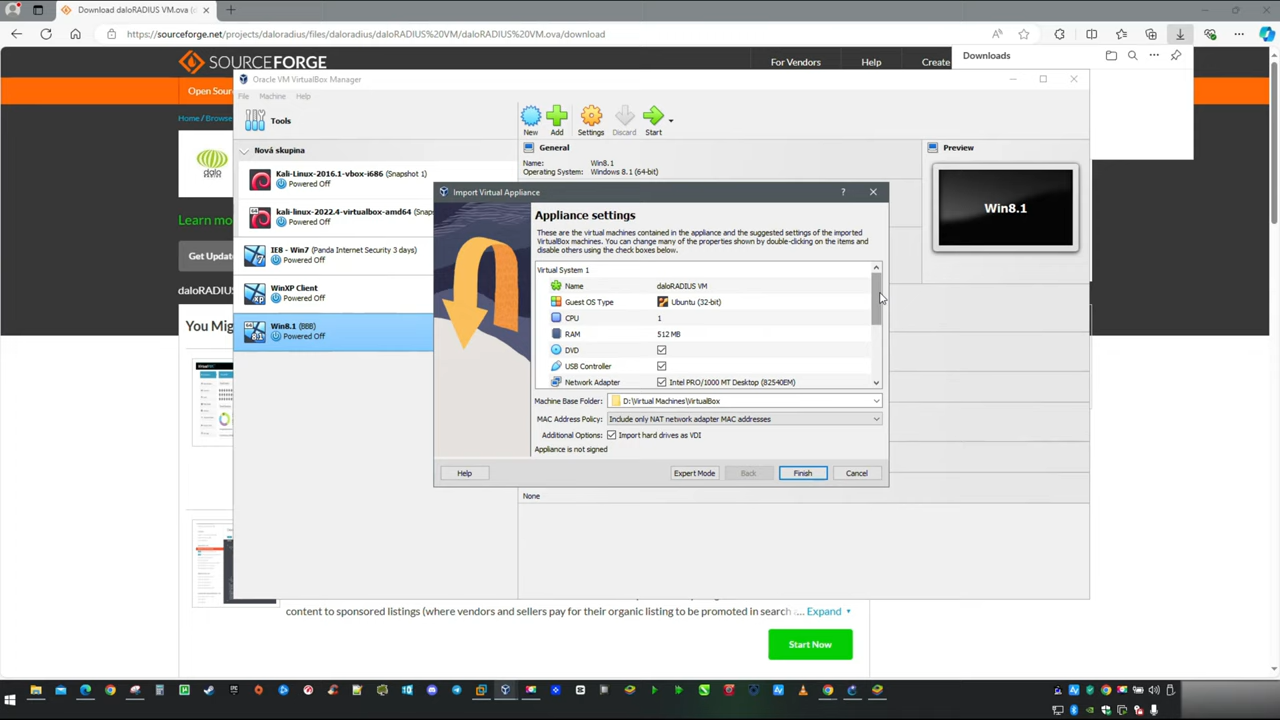 Download daloRADIUS VM.ova (
https://sourceforge.net/projects/daloradius/files/daloradius/daloRADIUS%20VM/daloRADIUS%20VM.ova/download
SOURCEFORGE
For Vendors
Help
Create
Downloads
Open Sour
Home / Browse
dalo
Learn mo
Get Updat
daloRADIU
You Mig
Oracle VM VirtualBox Manager
File
Machine
Help
Tools
New
Add
Settings
Discard
Start
Nová skupina
Kali-Linux-2016.1-vbox-i686 (Snapshot 1)
Powered Off
kali-linux-2022.4-virtualbox-amd64 (Snaps
Powered Off
IE8 - Win7 (Panda Internet Security 3 days)
Powered Off
WinXP Client
Powered Off
Win8.1 (BBB)
Powered Off
General
Name:
Win8.1
Operating System:
Windows 8.1 (64-bit)
Preview
Win8.1
Import Virtual Appliance
?
Appliance settings
These are the virtual machines contained in the appliance and the suggested settings of the imported
VirtualBox machines. You can change many of the properties shown by double-clicking on the items and
disable others using the check boxes below.
Virtual System 1
Name
daloRADIUS VM
Guest OS Type
Ubuntu (32-bit)
CPU
1
RAM
512 MB
DVD
USB Controller
Network Adapter
Intel PRO/1000 MT Desktop (82540EM)
Machine Base Folder:
D:\Virtual Machines\VirtualBox
MAC Address Policy:
Include only NAT network adapter MAC addresses
Additional Options:
Import hard drives as VDI
Appliance is not signed
Help
Expert Mode
Back
Finish
Cancel
None
content to sponsored listings (where vendors and sellers pay for their organic listing to be promoted in search
... Expand
Start Now